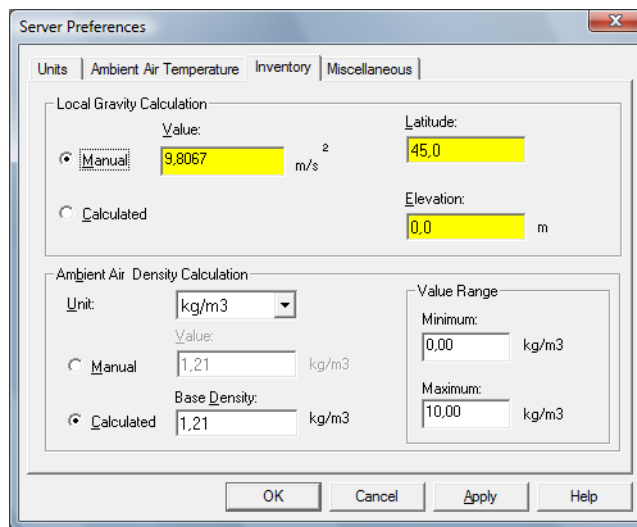 Server Preferences
Units
Ambient Air Temperature
Inventory
Miscellaneous
Local Gravity Calculation
Value:
Latitude:
Manual
9,8067
m/s 2
45,0
Calculated
Elevation:
0,0
m
Ambient Air Density Calculation
Unit:
kg/m3
Value Range
Value:
Minimum:
Manual
1,21
kg/m3
0,00
kg/m3
Base Density:
Maximum:
Calculated
1,21
kg/m3
10,00
kg/m3
OK
Cancel
Apply
Help